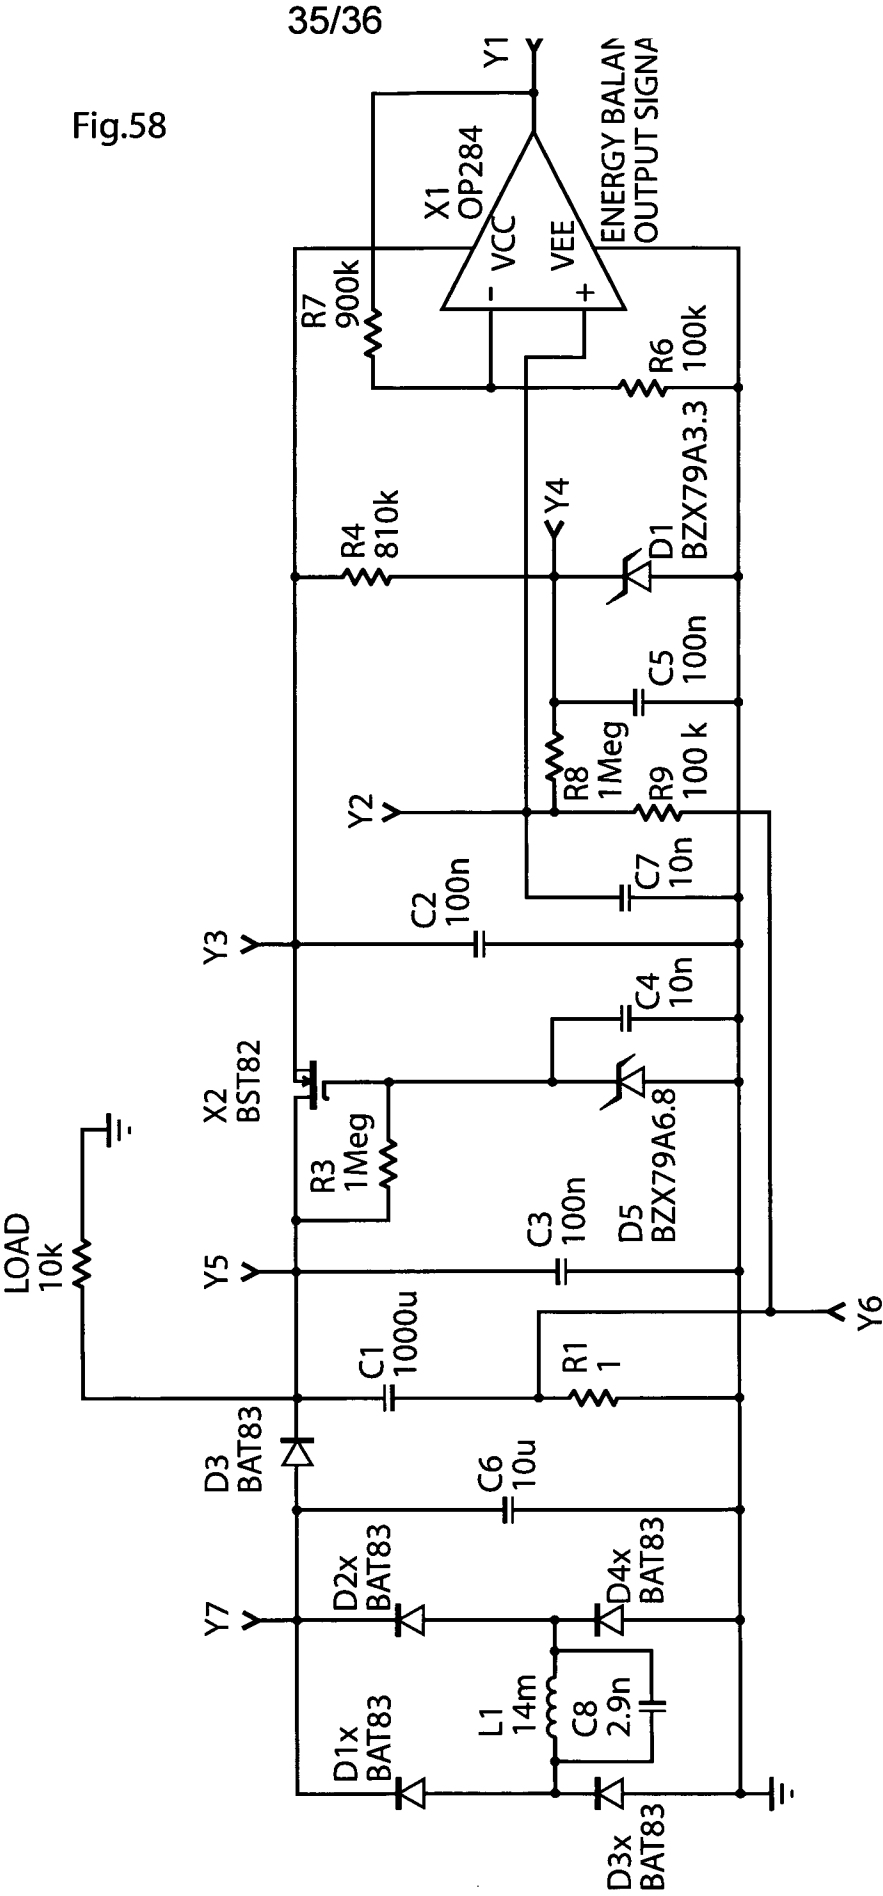 35/36
Fig.58
Y1
ENERGY BALAN
OUTPUT SIGNA
X1
OP284
VCC
VEE
-
+
R7
900k
R6
100k
R4
810k
Y4
D1
BZX79A3.3
C5
100n
R8
1Meg
R9
100 k
Y2
C7
10n
C2
100n
Y3
C4
10n
X2
BST82
R3
1Meg
D5
BZX79A6.8
C3
100n
LOAD
10k
Y5
Y6
C1
1000u
R1
1
D3
BAT83
C6
10u
D2x
BAT83
D4x
BAT83
Y7
L1
14m
C8
2.9n
D1x
BAT83
D3x
BAT83